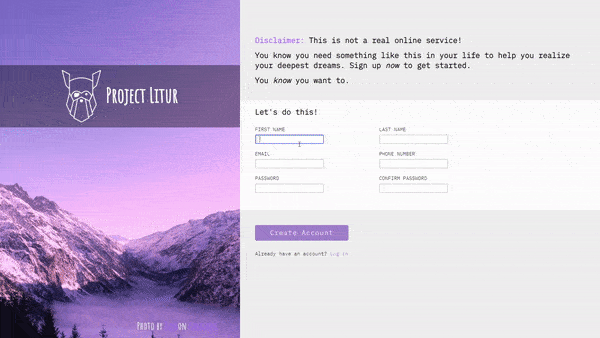 Project Litur
Photo by on
Disclaimer: This is not a real online service!
You know you need something like this in your life to help you realize
your deepest dreams. Sign up now to get started.
You know you want to.
Let's do this!
FIRST NAME LAST NAME
EMAIL PHONE NUMBER
PASSWORD CONFIRM PASSWORD
Create Account
Already have an account? Log in